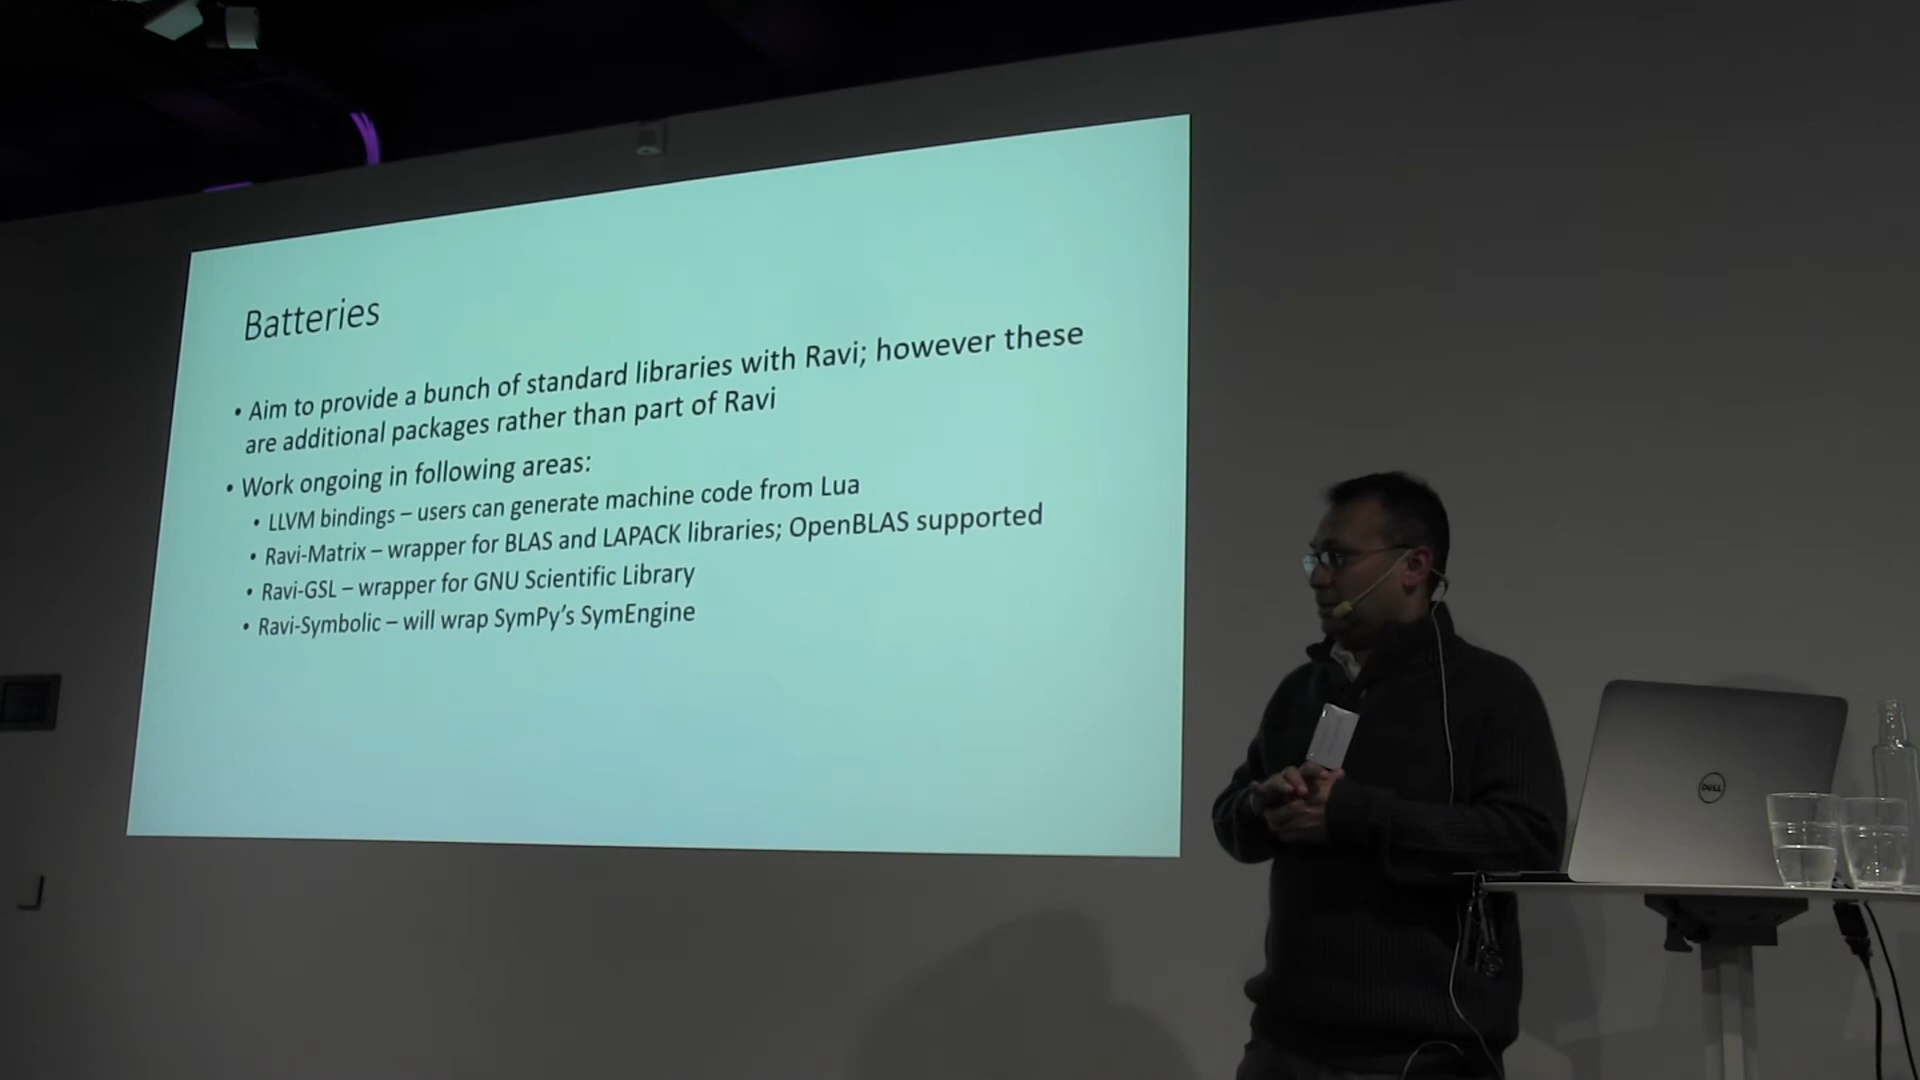 Batteries
• Aim to provide a bunch of standard libraries with Ravi; however these
are additional packages rather than part of Ravi
• Work ongoing in following areas:
• LLVM bindings – users can generate machine code from Lua
• Ravi-Matrix – wrapper for BLAS and LAPACK libraries; OpenBLAS supported
• Ravi-GSL – wrapper for GNU Scientific Library
• Ravi-Symbolic – will wrap SymPy’s SymEngine
DELL